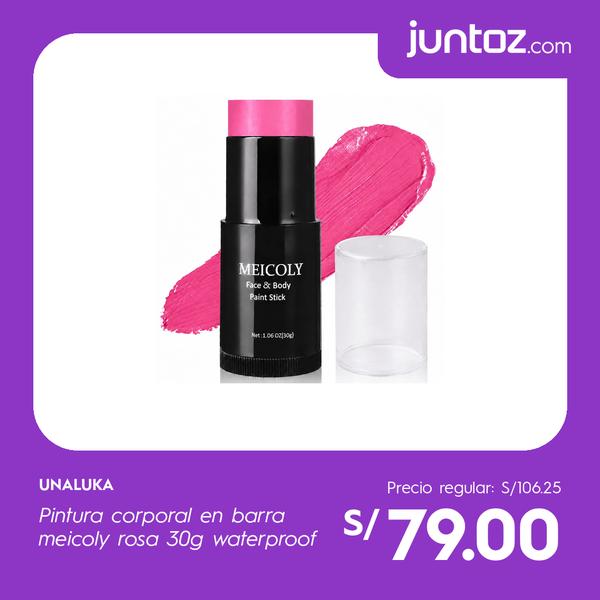 juntoz.com
MEICOLY
Face & Body
Paint Stick
Net:1.06 OZ(30g)
UNALUKA
Pintura corporal en barra
meicoly rosa 30g waterproof
Precio regular: S/106.25
S/79.00